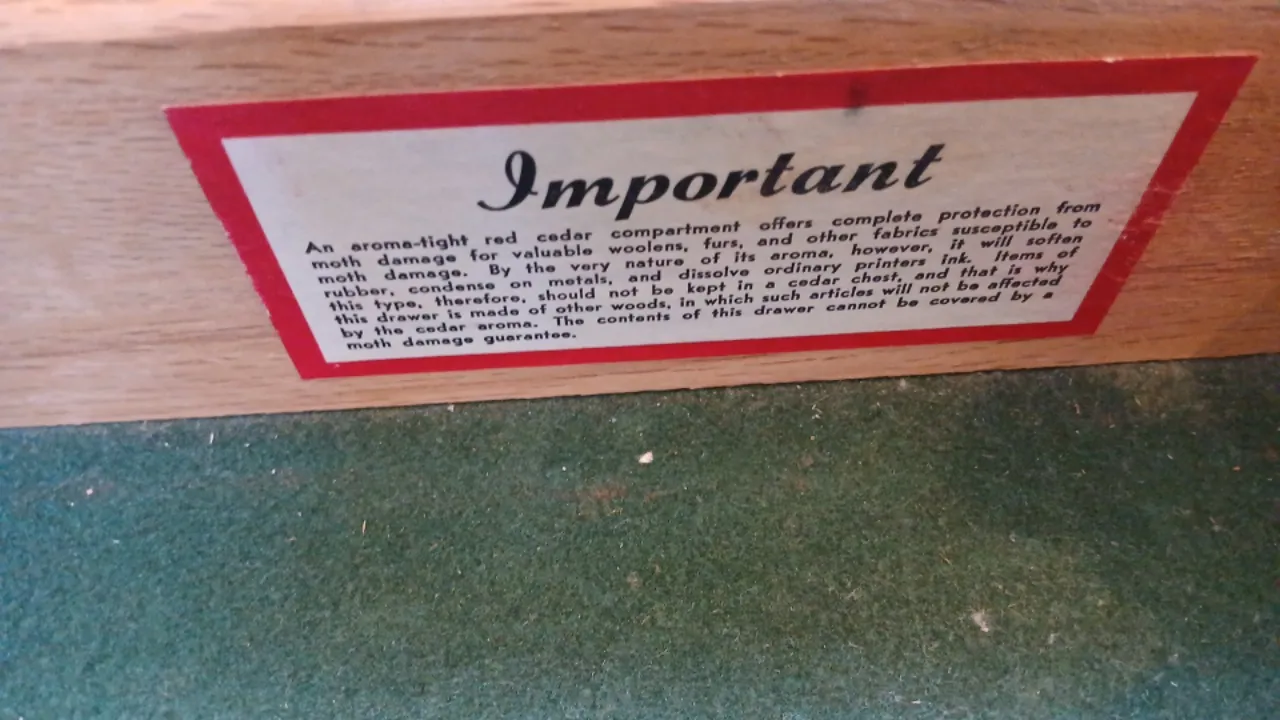 Important
An aroma-tight red cedar compartment offers complete protection from
moth damage for valuable woolens, furs, and other fabrics susceptible to
moth damage. By the very nature of its aroma, however, it will soften
rubber, condense on metals, and dissolve ordinary printers ink. Items of
this type, therefore, should not be kept in a cedar chest, and that is why
this drawer is made of other woods, in which such articles will not be affected
by the cedar aroma. The contents of this drawer cannot be covered by a
moth damage guarantee.